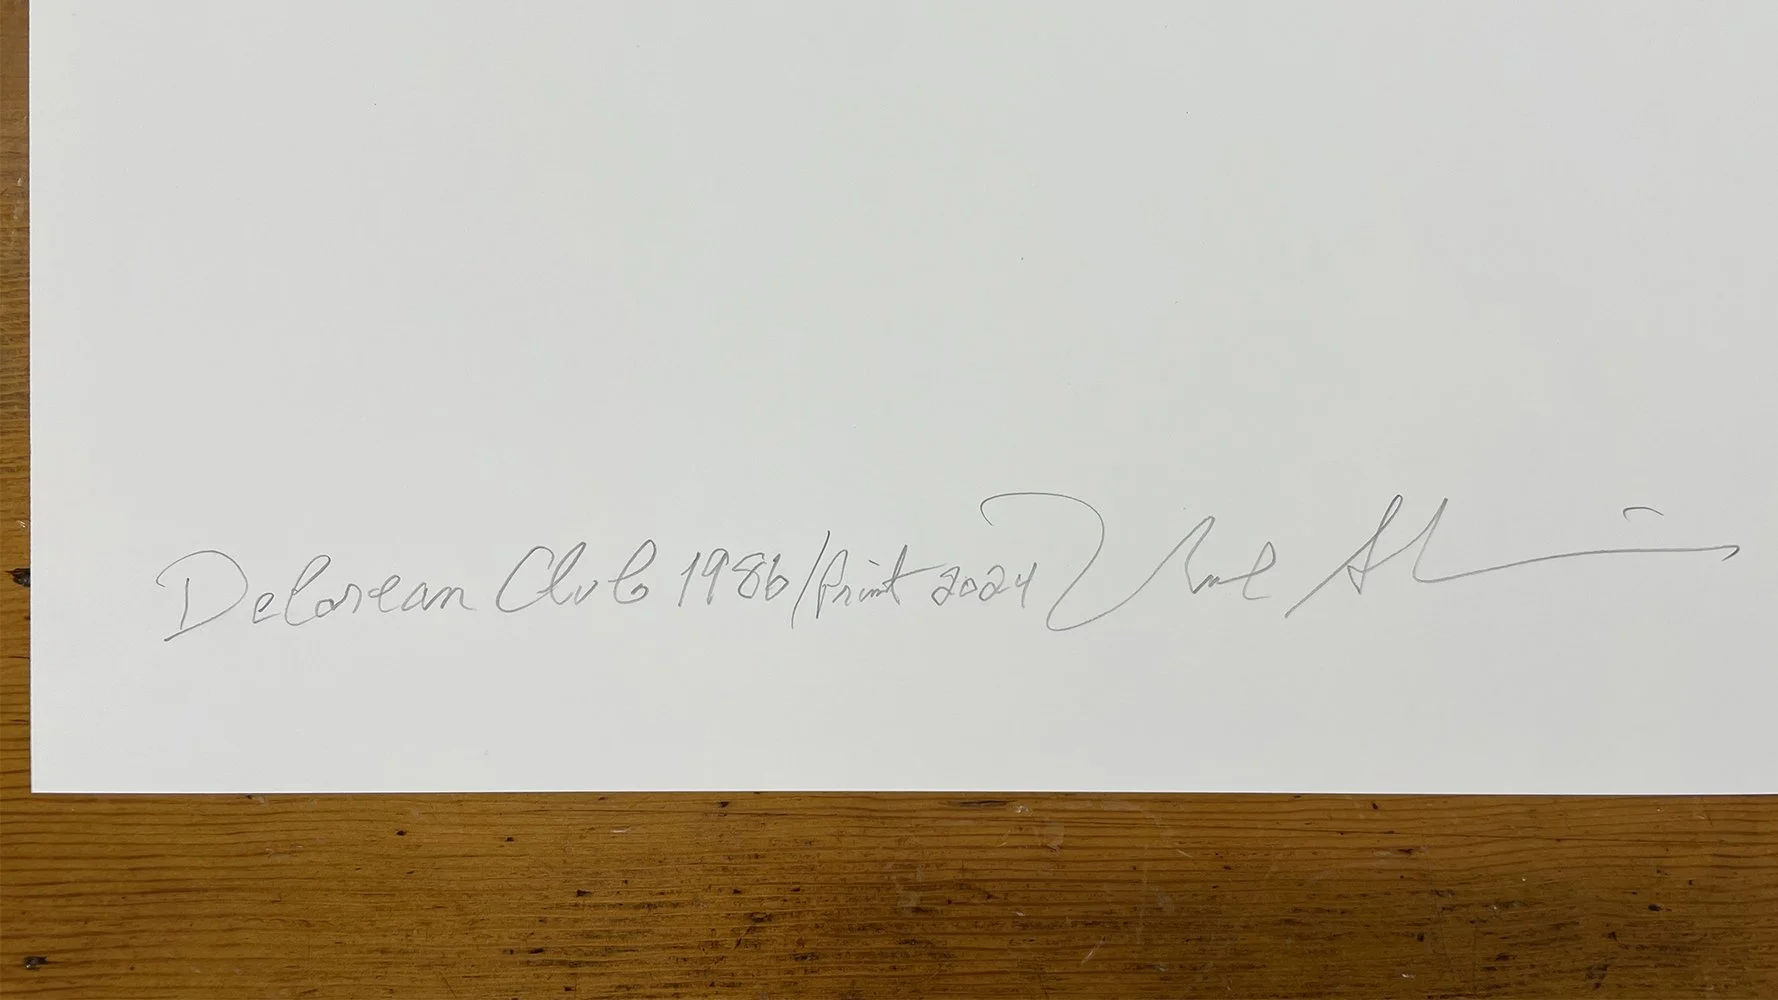 Delorean Club 1986/Print 2024